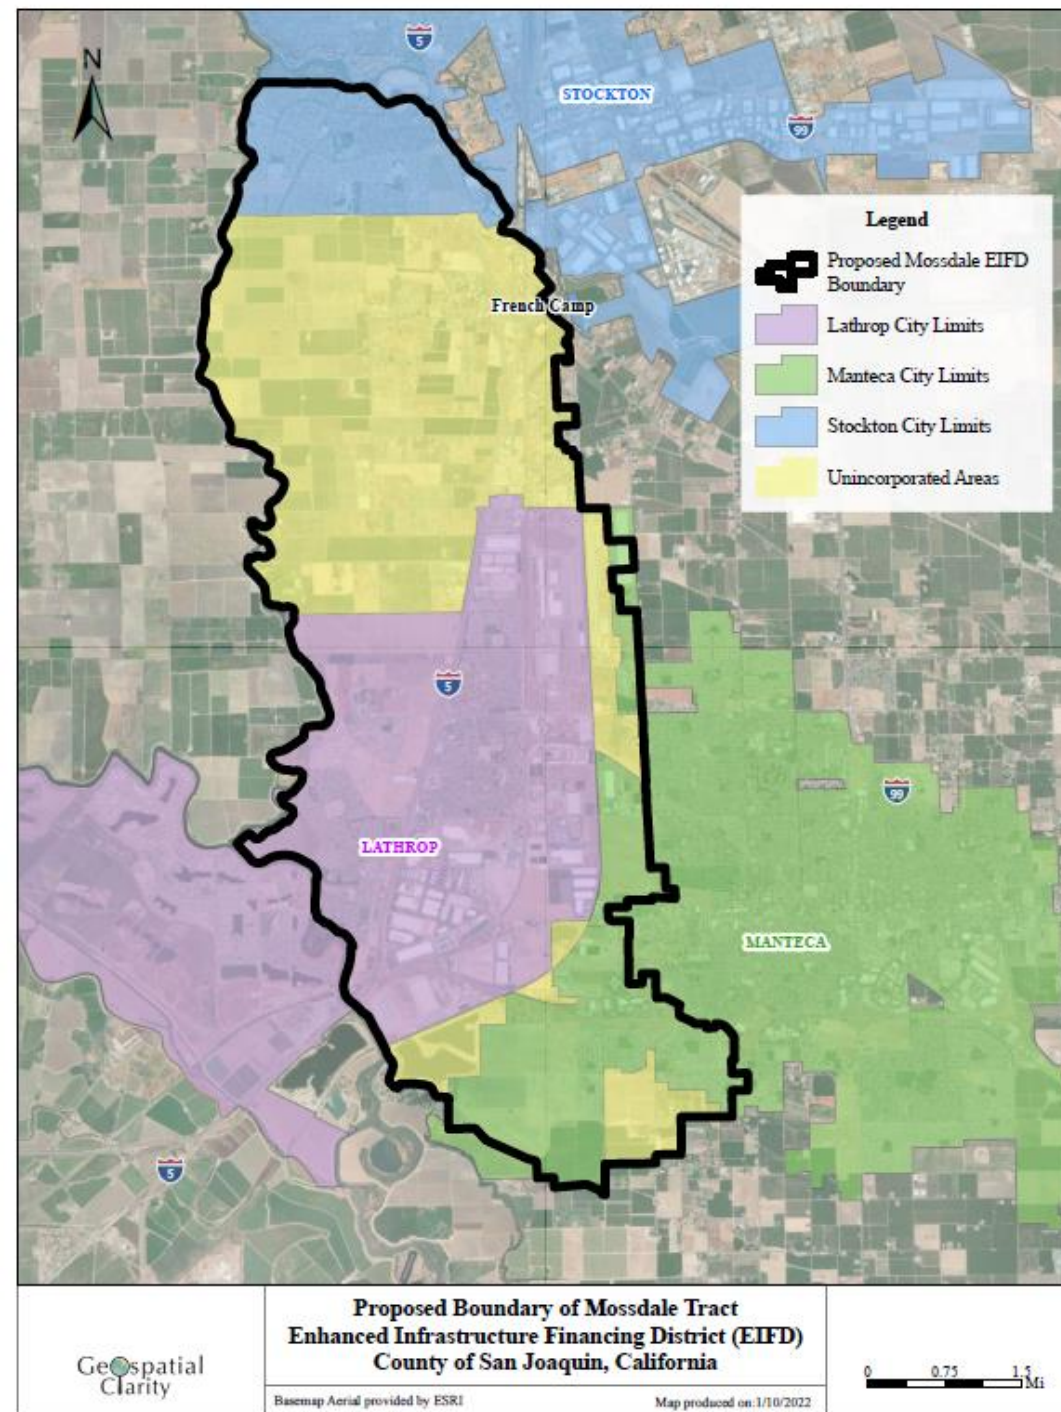 5
N
STOCKTON
99
Legend
Proposed Mossdale EIFD
Boundary
French Camp
Lathrop City Limits
Manteca City Limits
Stockton City Limits
Unincorporated Areas
5
99
LATHROP
MANTECA
5
Proposed Boundary of Mossdale Tract
Enhanced Infrastructure Financing District (EIFD)
County of San Joaquin, California
Geospatial
Clarity
0 0.75 1.5
Mi
Basemap Aerial provided by ESRI
Map produced on:1/10/2022